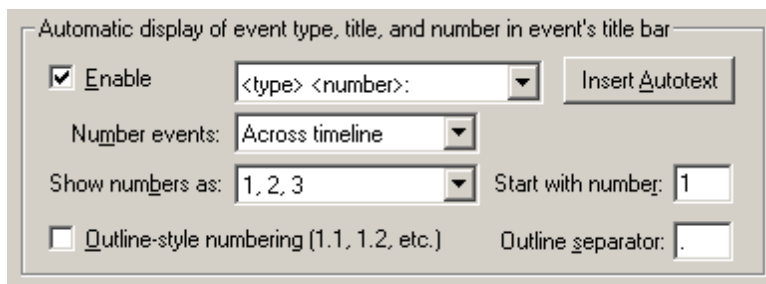 Automatic display of event type, title, and number in event's title bar
Enable <type> <number>: Insert Autotext
Number events: Across timeline
Show numbers as: 1, 2, 3 Start with number: 1
Outline-style numbering (1.1, 1.2, etc.) Outline separator: .